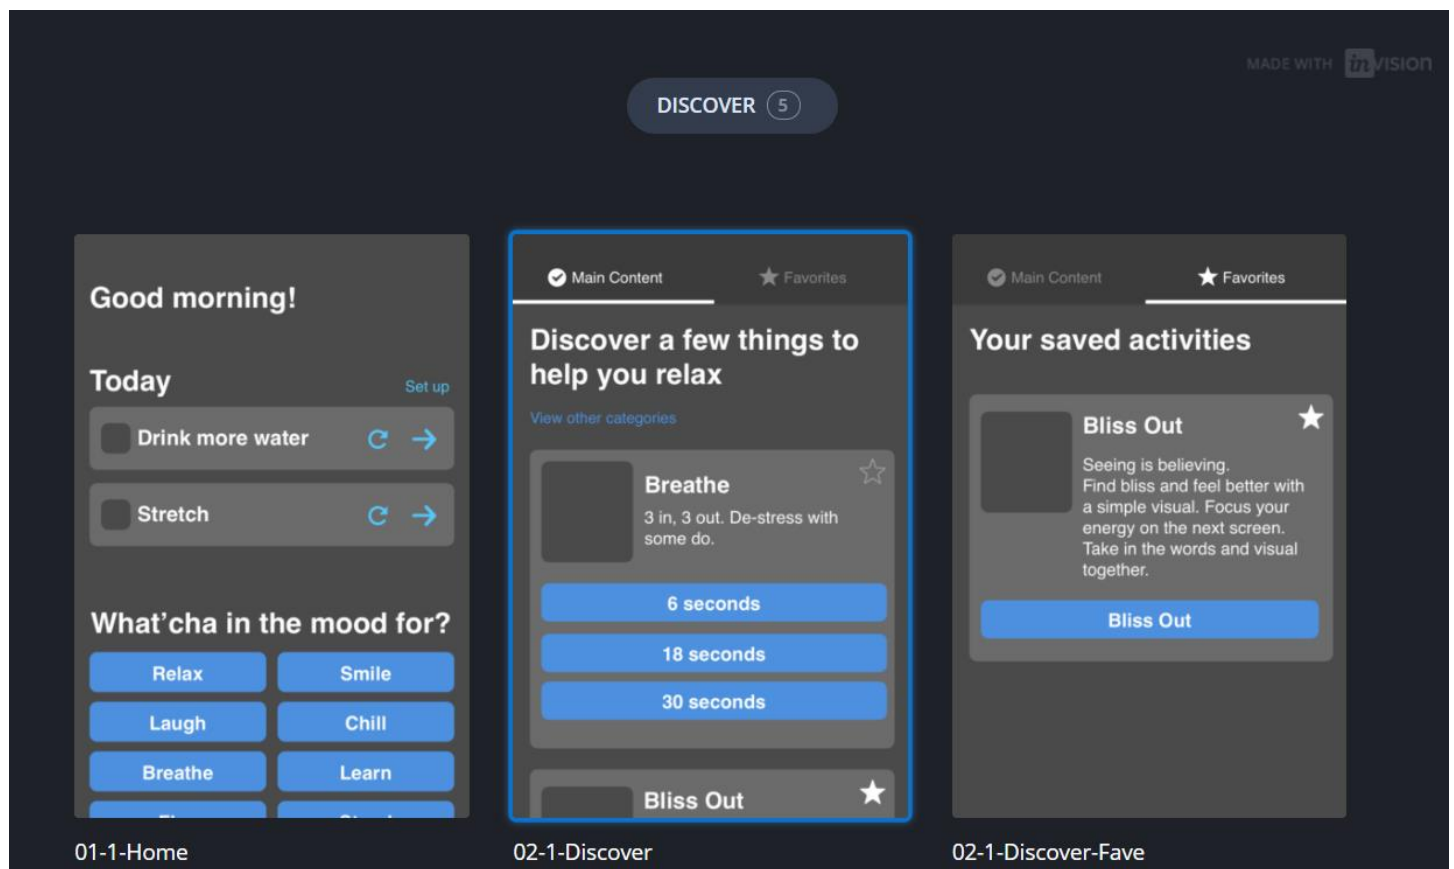 MADE WITH invision
DISCOVER 5
Good morning!
Today
Set up
Drink more water
Stretch
What'cha in the mood for?
Relax
Smile
Laugh
Chill
Breathe
Learn
01-1-Home
Main Content
Favorites
Discover a few things to
help you relax
View other categories
Breathe
3 in, 3 out. De-stress with
some do.
6 seconds
18 seconds
30 seconds
Bliss Out
02-1-Discover
Main Content
Favorites
Your saved activities
Bliss Out
Seeing is believing.
Find bliss and feel better with
a simple visual. Focus your
energy on the next screen.
Take in the words and visual
together.
Bliss Out
02-1-Discover-Fave